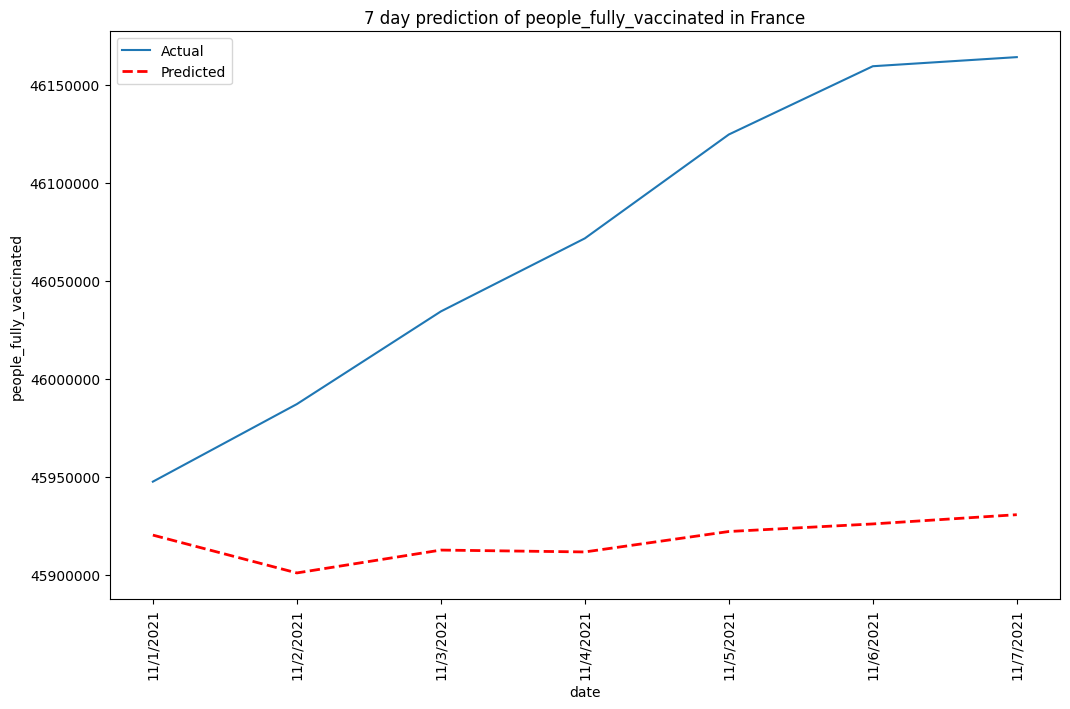 7 day prediction of people_fully_vaccinated in France
Actual
Predicted
46150000
46100000
46050000
46000000
45950000
45900000
people_fully_vaccinated
11/1/2021
11/2/2021
11/3/2021
11/4/2021
11/5/2021
11/6/2021
11/7/2021
date